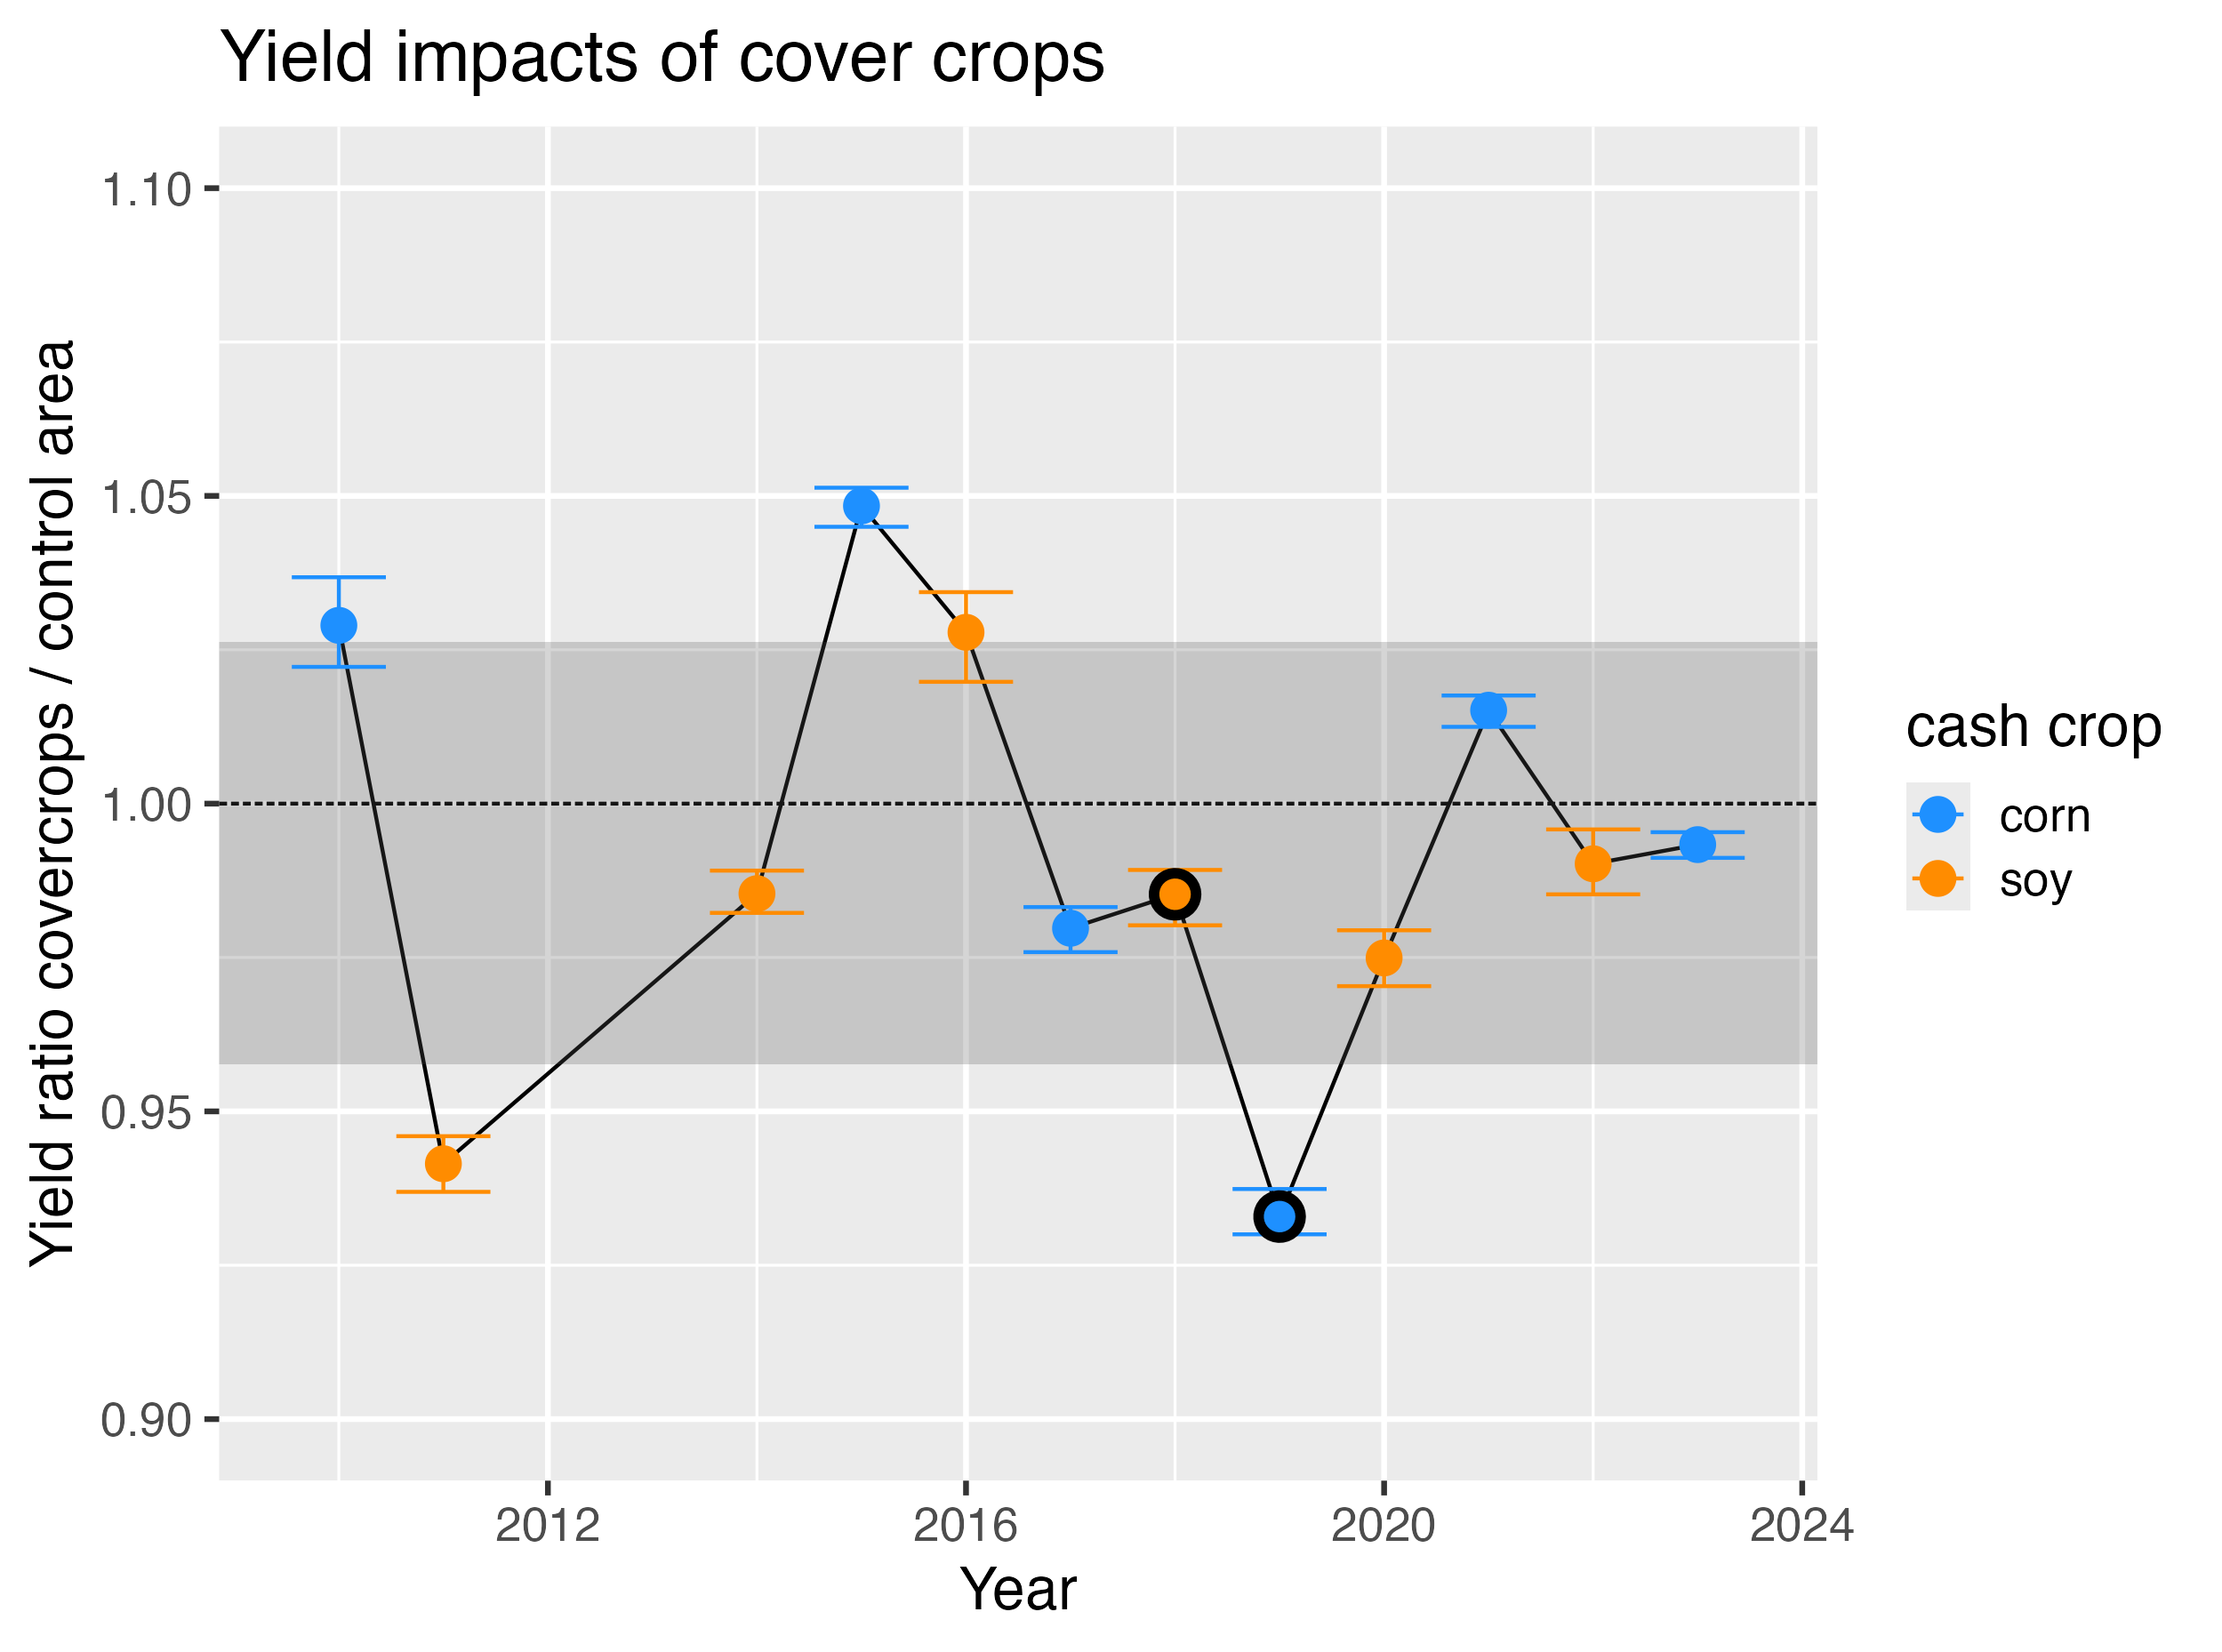 Yield impacts of cover crops
Yield ratio covercrops / control area
1.10
1.05
1.00
0.95
0.90
2012
2016
2020
2024
Year
cash crop
corn
soy